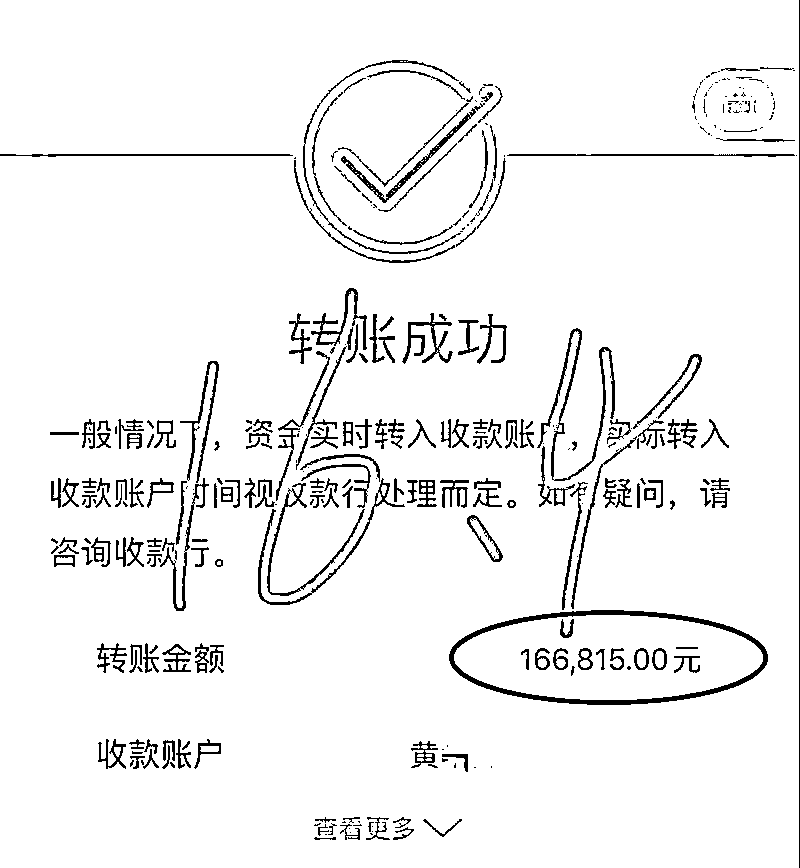 转账成功
16.4
一般情况下，资金实时转入收款账户，实际转入
收款账户时间视收款行处理而定。如有疑问，请
咨询收款行。
转账金额 166,815.00元
收款账户 黄
查看更多